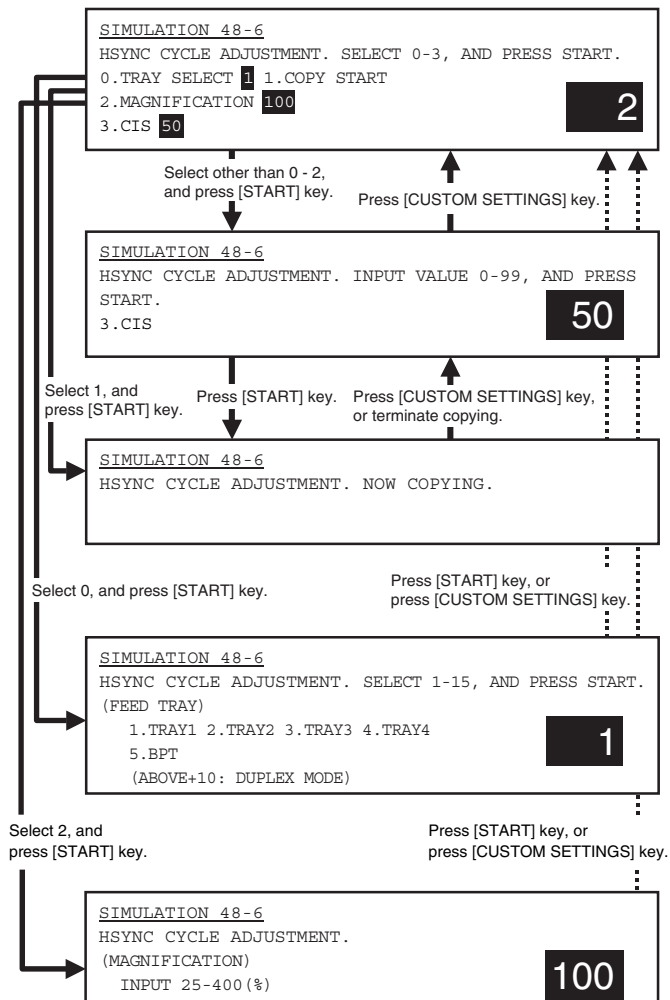 SIMULATION 48-6
HSYNC CYCLE ADJUSTMENT. SELECT 0-3, AND PRESS START.
0.TRAY SELECT 1 1.COPY START
2.MAGNIFICATION 100
3.CIS 50
2
Select other than 0 - 2,
and press [START] key.
Press [CUSTOM SETTINGS] key.
SIMULATION 48-6
HSYNC CYCLE ADJUSTMENT. INPUT VALUE 0-99, AND PRESS
START.
3.CIS
50
Select 1, and
press [START] key.
Press [START] key.
Press [CUSTOM SETTINGS] key,
or terminate copying.
SIMULATION 48-6
HSYNC CYCLE ADJUSTMENT. NOW COPYING.
Select 0, and press [START] key.
Press [START] key, or
press [CUSTOM SETTINGS] key.
SIMULATION 48-6
HSYNC CYCLE ADJUSTMENT. SELECT 1-15, AND PRESS START.
(FEED TRAY)
1.TRAY1 2.TRAY2 3.TRAY3 4.TRAY4
5.BPT
(ABOVE+10: DUPLEX MODE)
1
Select 2, and
press [START] key.
Press [START] key, or
press [CUSTOM SETTINGS] key.
SIMULATION 48-6
HSYNC CYCLE ADJUSTMENT.
(MAGNIFICATION)
INPUT 25-400(%)
100